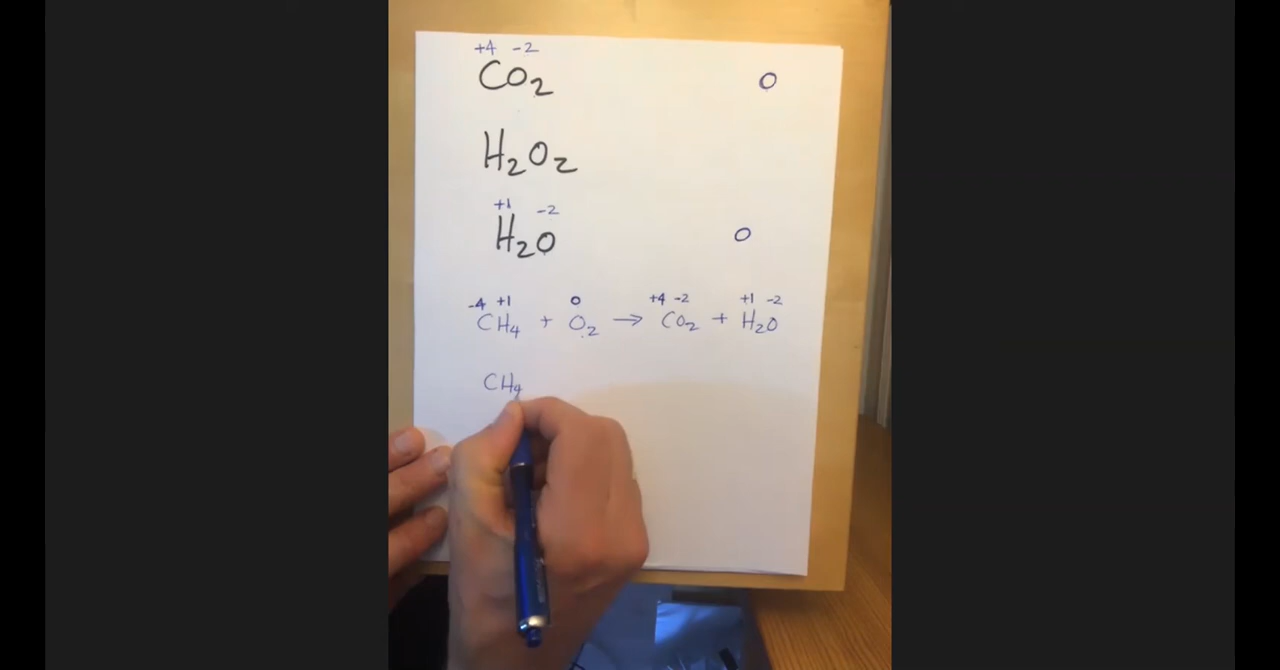 +4 -2
CO2 0
H2O2
+1 -2
H2O 0
-4 +1 0 +4 -2 +1 -2
CH4 + O2 → CO2 + H2O
CH4